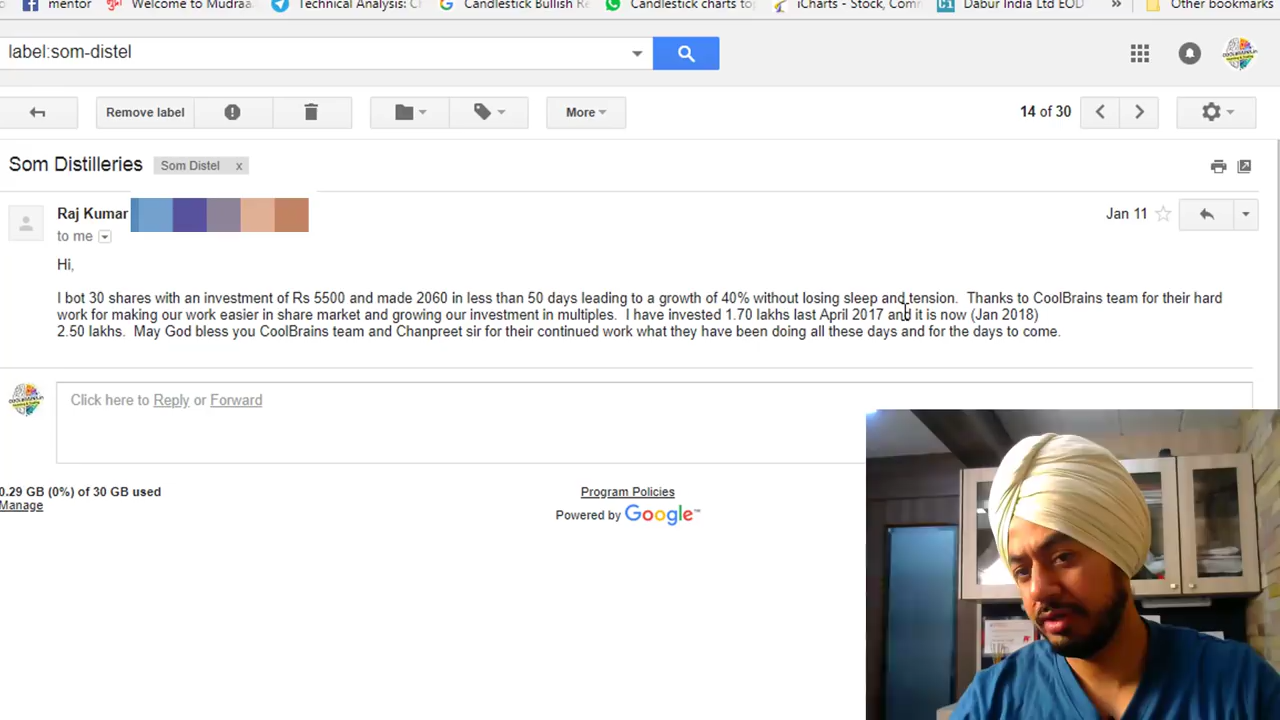 mentor Welcome to Mudraa Technical Analysis: Candlestick Bullish Re Candlestick charts top iCharts - Stock, Com Dabur India Ltd EOD » Other bookmarks
label:som-distel
Remove label More 14 of 30
Som Distilleries Som Distel x
Raj Kumar Jan 11
to me
Hi,
I bot 30 shares with an investment of Rs 5500 and made 2060 in less than 50 days leading to a growth of 40% without losing sleep and tension. Thanks to CoolBrains team for their hard
work for making our work easier in share market and growing our investment in multiples. I have invested 1.70 lakhs last April 2017 and it is now (Jan 2018)
2.50 lakhs. May God bless you CoolBrains team and Chanpreet sir for their continued work what they have been doing all these days and for the days to come.
Click here to Reply or Forward
0.29 GB (0%) of 30 GB used
Manage
Program Policies
Powered by Google™